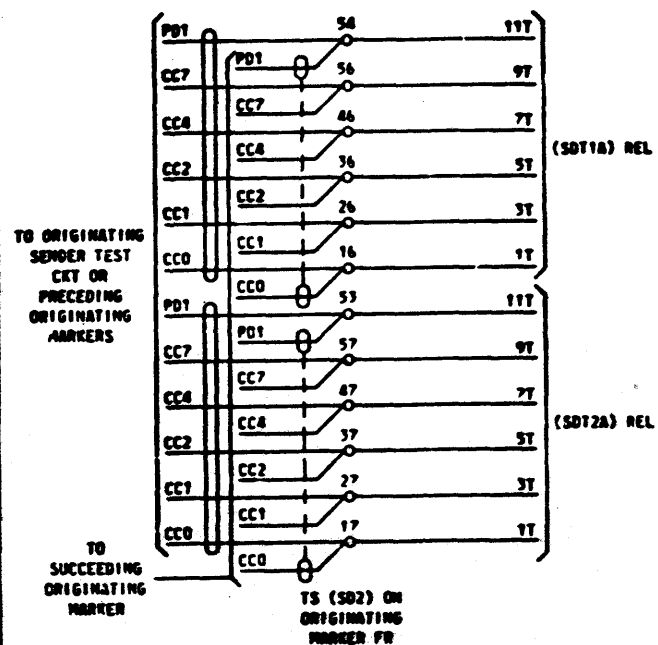 54
PD1 11T
PD1
56
CC7 9T
CC7
46
CC4 7T
CC4
36
CC2 5T
(SDT1A) REL
CC2
26
CC1 3T
CC1
16
CC0 1T
CC0
TO ORIGINATING
SENDER TEST
CKT OR
PRECEDING
ORIGINATING
MARKERS
53
PD1 11T
PD1
57
CC7 9T
CC7
47
CC4 7T
CC4
(SDT2A) REL
37
CC2 5T
CC2
27
CC1 3T
CC1
17
CC0 1T
CC0
TO
SUCCEEDING
ORIGINATING
MARKER
TS (SD2) ON
ORIGINATING
MARKER FR